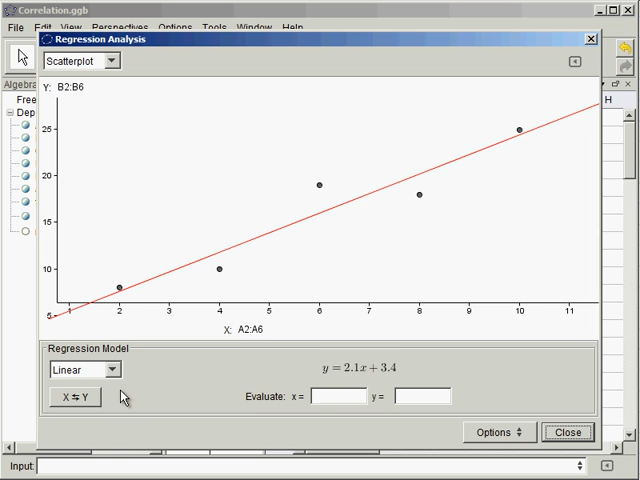 Correlation.ggb
File Edit View Perspectives Options Tools Window Help
Regression Analysis
Scatterplot
Algebra
Y: B2:B6
Free
Dep
H
25
20
15
10
5
1 2 3 4 5 6 7 8 9 10 11
X: A2:A6
Regression Model
Linear
y = 2.1x + 3.4
X ⇆ Y
Evaluate: x = y =
Options
Close
Input: